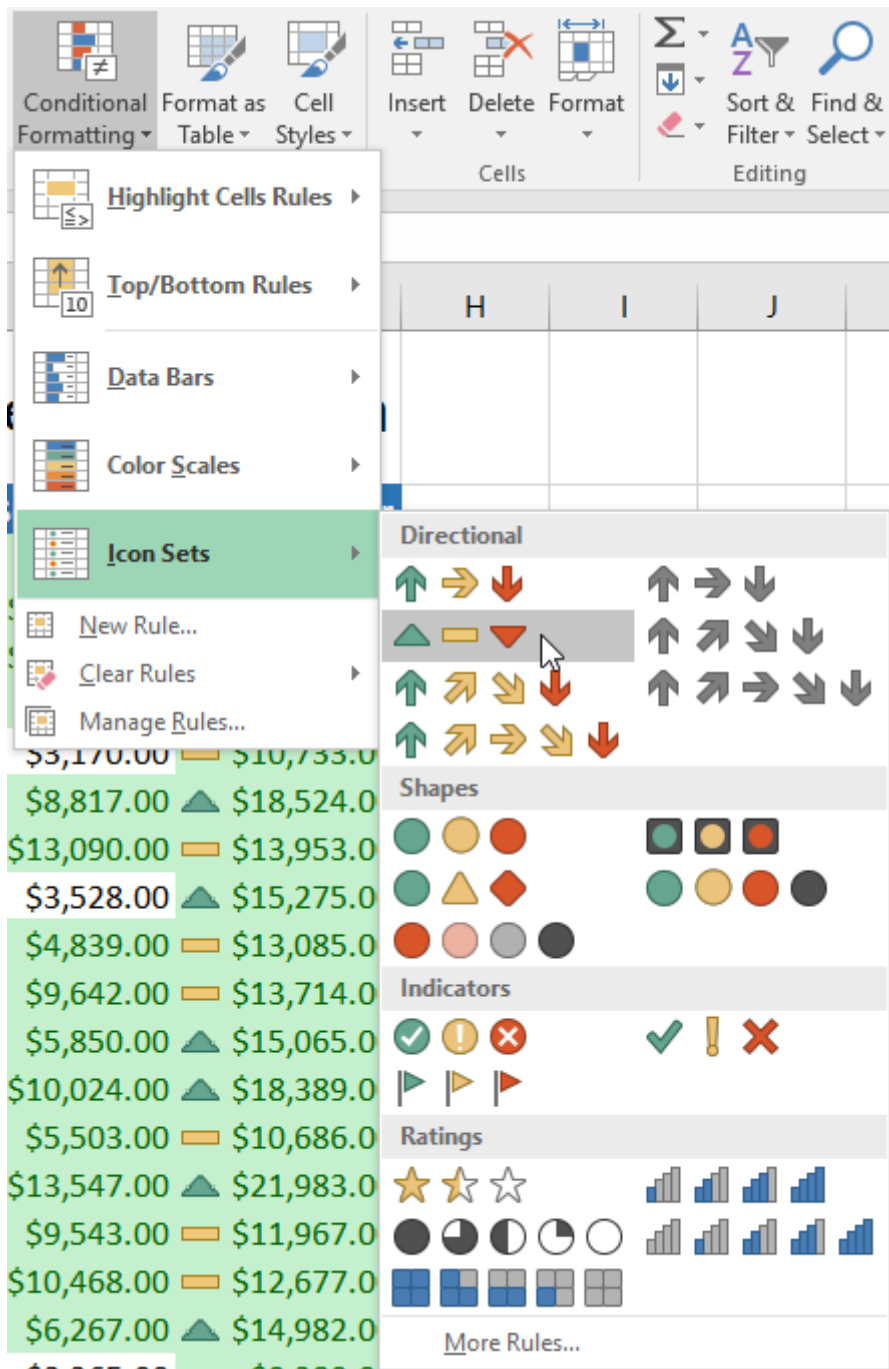 Conditional Formatting
Format as Table
Cell Styles
Insert
Delete
Format
Sort & Filter
Find & Select
Cells
Editing
Highlight Cells Rules
Top/Bottom Rules
Data Bars
Color Scales
Icon Sets
New Rule...
Clear Rules
Manage Rules...
H I J
Directional
Shapes
Indicators
Ratings
More Rules...
$3,170.00 $10,733.0
$8,817.00 $18,524.0
$13,090.00 $13,953.0
$3,528.00 $15,275.0
$4,839.00 $13,085.0
$9,642.00 $13,714.0
$5,850.00 $15,065.0
$10,024.00 $18,389.0
$5,503.00 $10,686.0
$13,547.00 $21,983.0
$9,543.00 $11,967.0
$10,468.00 $12,677.0
$6,267.00 $14,982.0